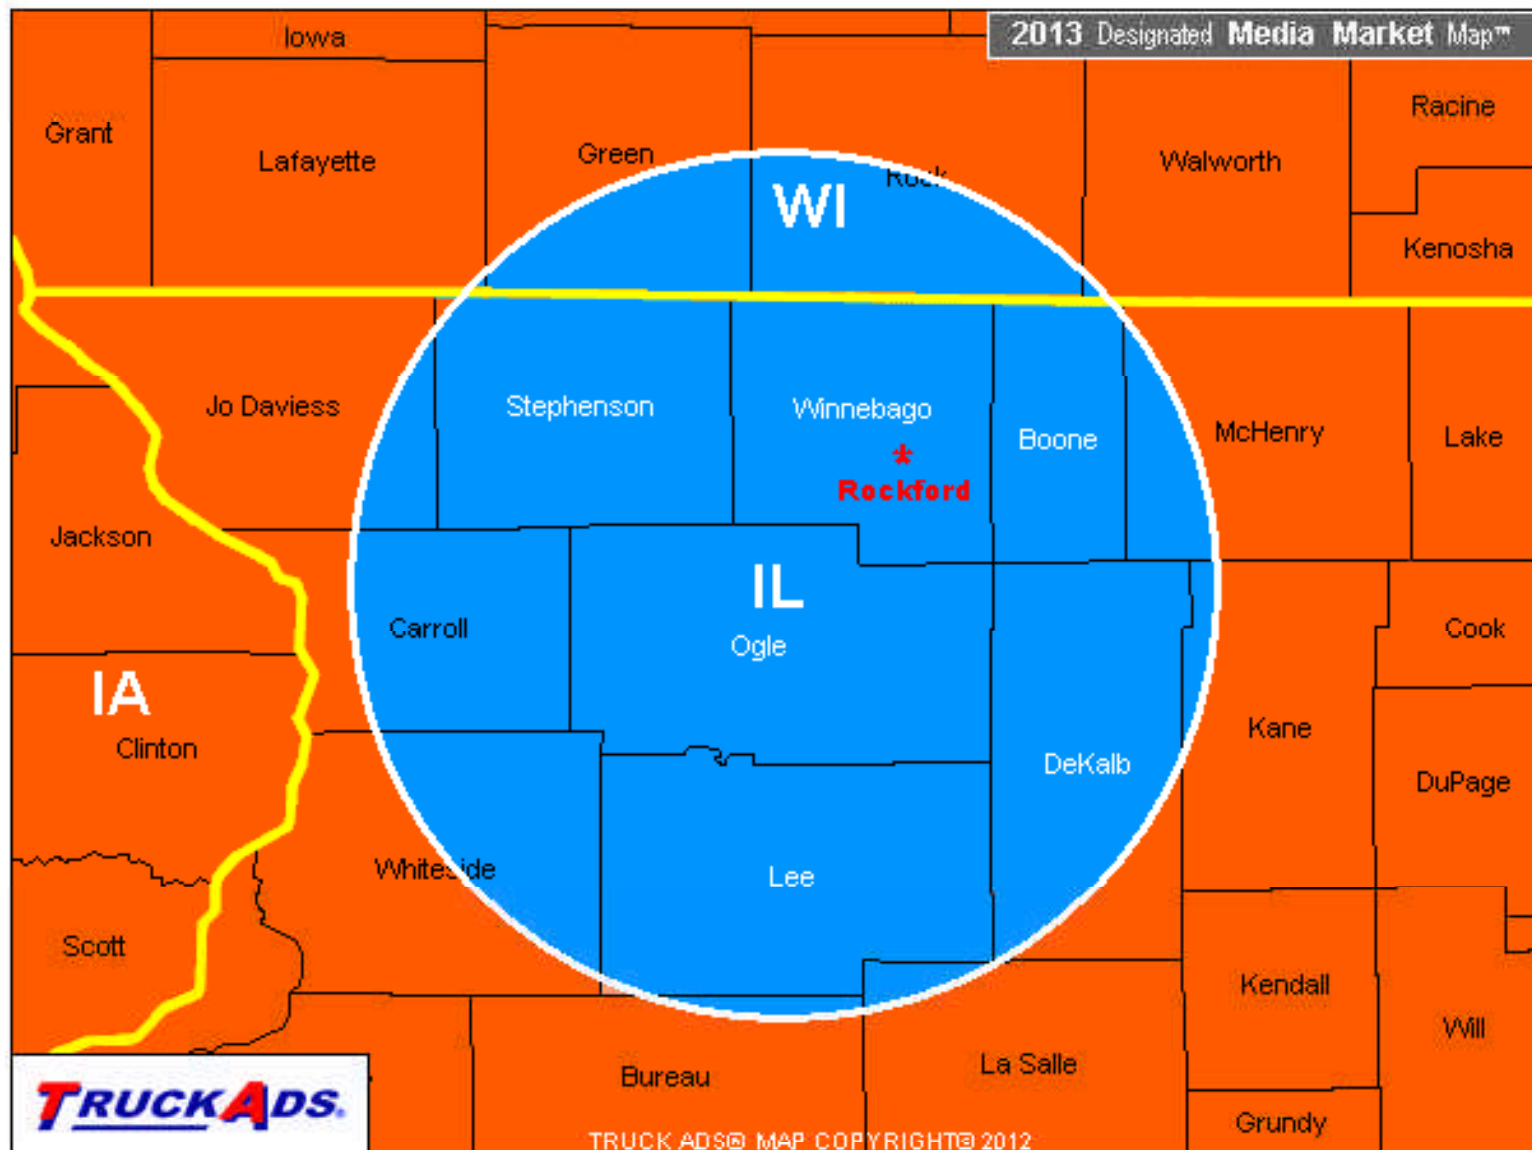 2013 Designated Media Market Map™
Iowa
Grant
Lafayette
Green
Rock
Walworth
Racine
Kenosha
WI
Jo Daviess
Stephenson
Winnebago
Boone
McHenry
Lake
*
Rockford
Jackson
IL
Carroll
Ogle
Cook
IA
Clinton
Kane
DeKalb
DuPage
Whiteside
Lee
Scott
Kendall
Will
Bureau
La Salle
Grundy
TRUCKADS.
TRUCK ADS® MAP COPYRIGHT© 2012